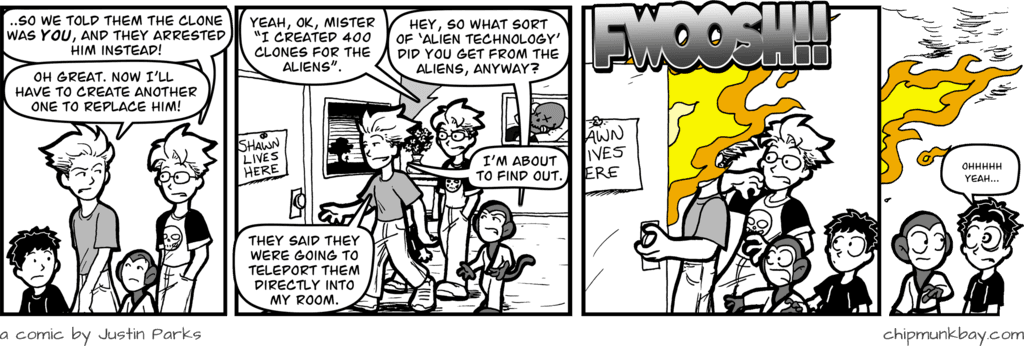 ..SO WE TOLD THEM THE CLONE
WAS YOU, AND THEY ARRESTED
HIM INSTEAD!
OH GREAT. NOW I'LL
HAVE TO CREATE ANOTHER
ONE TO REPLACE HIM!
YEAH, OK, MISTER
"I CREATED 400
CLONES FOR THE
ALIENS".
HEY, SO WHAT SORT
OF 'ALIEN TECHNOLOGY'
DID YOU GET FROM THE
ALIENS, ANYWAY?
SHAWN
LIVES
HERE
I'M ABOUT
TO FIND OUT.
THEY SAID THEY
WERE GOING TO
TELEPORT THEM
DIRECTLY INTO
MY ROOM.
FWOOSH!!
AWN
IVES
ERE
OHHHHH
YEAH...
a comic by Justin Parks
chipmunkbay.com